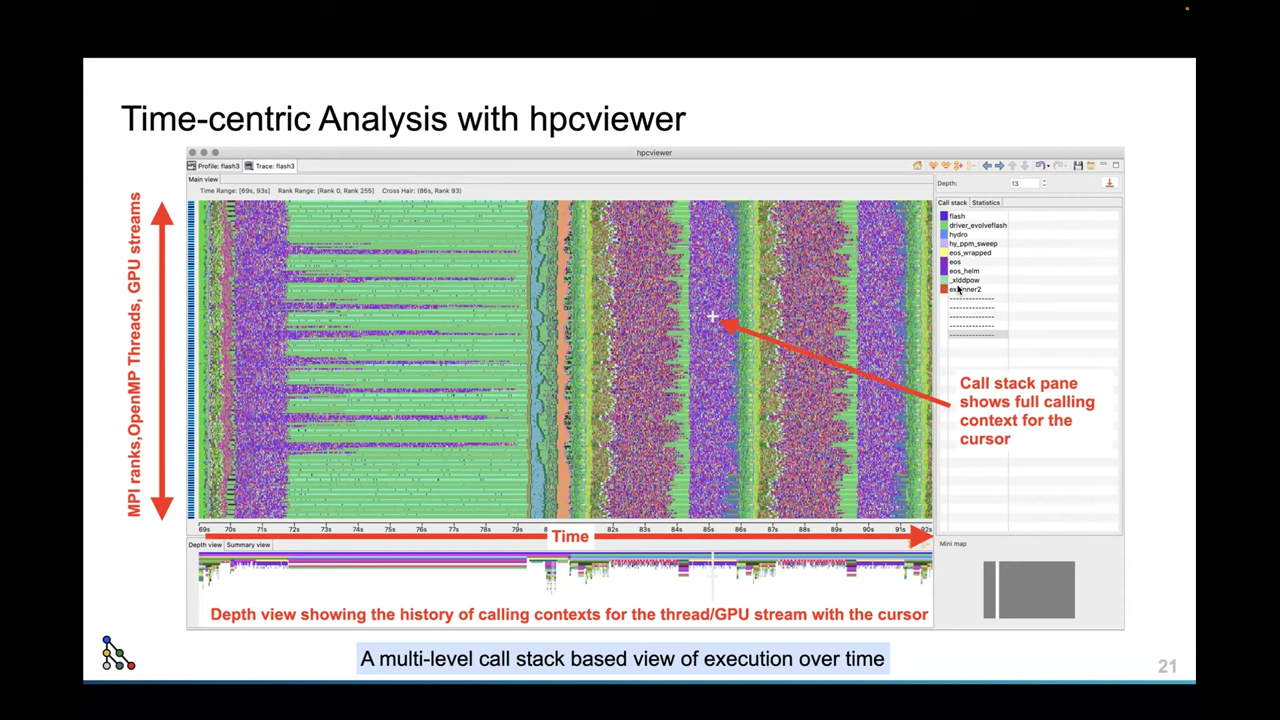 Time-centric Analysis with hpcviewer
hpcviewer
Profile: flash3
Trace: flash3
Main view
Time Range: [69s, 93s] Rank Range: [Rank 0, Rank 255] Cross Hair: (86s, Rank 93)
Depth: 13
Call stack
Statistics
flash
driver_evolveflash
hydro
hy_ppm_sweep
eos_wrapped
eos
eos_helm
MPI ranks,OpenMP Threads, GPU streams
Call stack pane
shows full calling
context for the
cursor
69s 70s 71s 72s 73s 74s 75s 76s 77s 78s 79s 8 82s 83s 84s 85s 86s 87s 88s 89s 90s 91s 92s
Time
Depth view
Summary view
Mini map
Depth view showing the history of calling contexts for the thread/GPU stream with the cursor
A multi-level call stack based view of execution over time
21